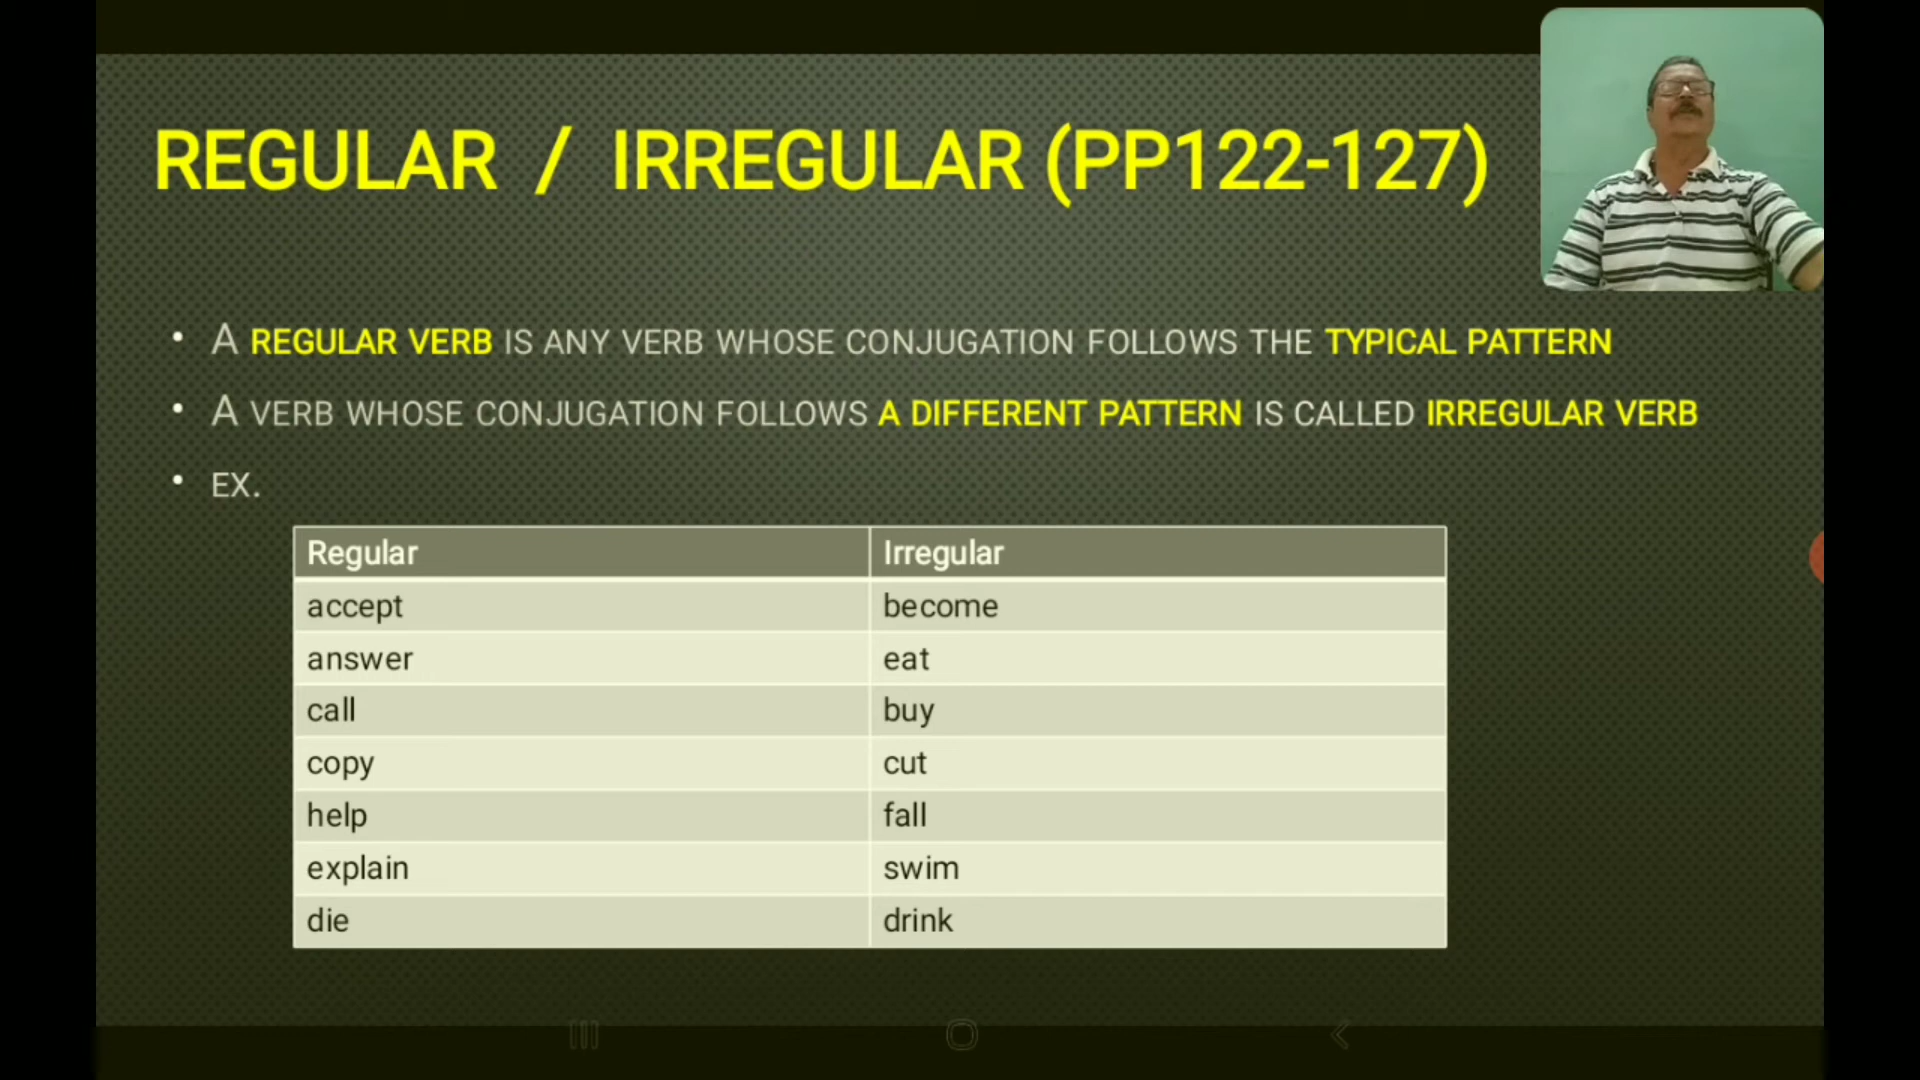 REGULAR / IRREGULAR (PP122-127)
• A REGULAR VERB IS ANY VERB WHOSE CONJUGATION FOLLOWS THE TYPICAL PATTERN
• A VERB WHOSE CONJUGATION FOLLOWS A DIFFERENT PATTERN IS CALLED IRREGULAR VERB
• EX.
Regular Irregular
accept become
answer eat
call buy
copy cut
help fall
explain swim
die drink